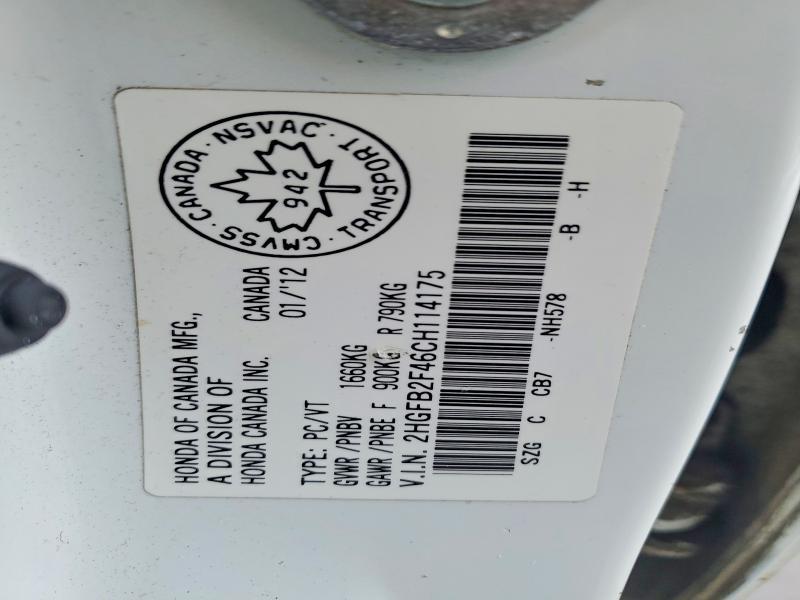 HONDA OF CANADA MFG.,
A DIVISION OF
HONDA CANADA INC. CANADA
01/'12
CMVSS · CANADA · NSVAC · TRANSPORT ·
942
TYPE: PC/VT
GVWR/PNBV 1660KG
GAWR/PNBE F 900KG R 790KG
V.I.N. 2HGFB2F46CH114175
SZG C CB7 -NH578 -B -H